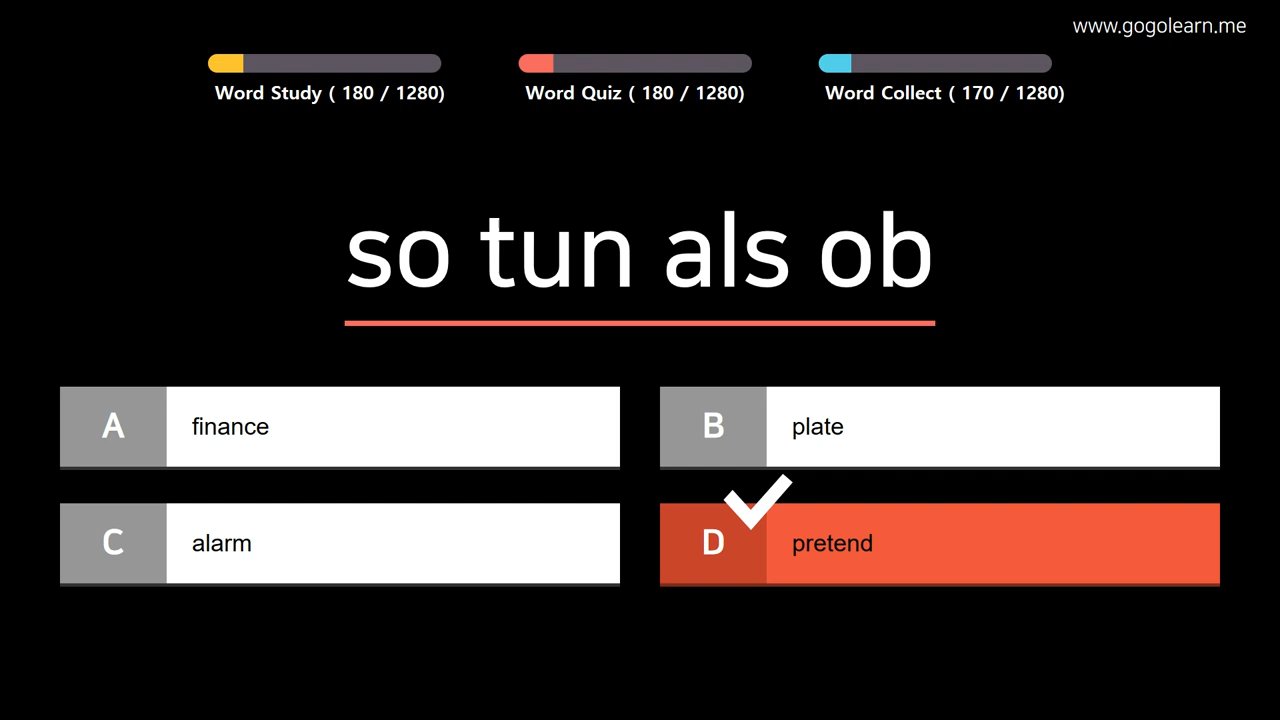 www.gogolearn.me
Word Study ( 180 / 1280)
Word Quiz ( 180 / 1280)
Word Collect ( 170 / 1280)
so tun als ob
A finance
B plate
C alarm
D pretend